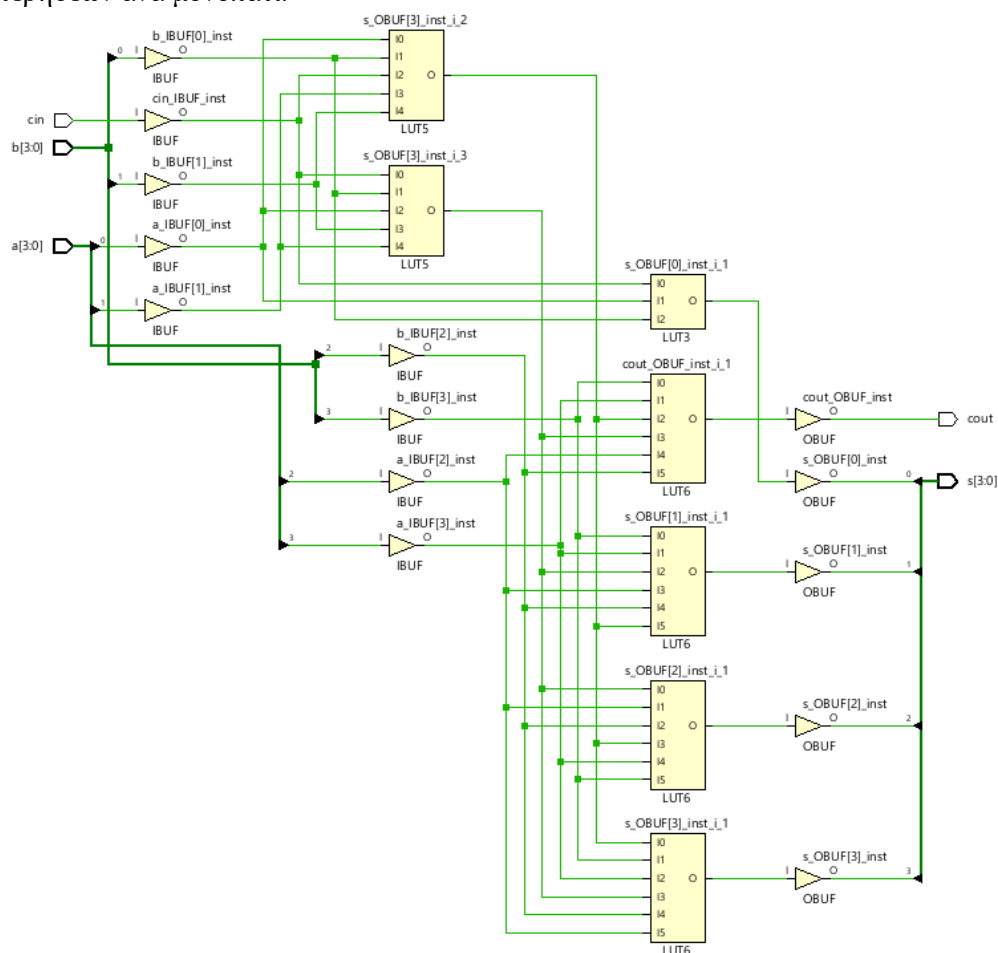 s_OBUF[3]_inst_i_2
b_IBUF[0]_inst
0 I O
IBUF
I0
I1
I2
I3
I4
O
LUT5
cin_IBUF_inst
cin
I O
IBUF
b[3:0]
s_OBUF[3]_inst_i_3
b_IBUF[1]_inst
1 I O
IBUF
I0
I1
I2
I3
I4
O
LUT5
a_IBUF[0]_inst
a[3:0]
0 I O
IBUF
a_IBUF[1]_inst
1 I O
IBUF
s_OBUF[0]_inst_i_1
I0
I1
I2
O
LUT3
b_IBUF[2]_inst
2 I O
IBUF
b_IBUF[3]_inst
3 I O
IBUF
a_IBUF[2]_inst
2 I O
IBUF
a_IBUF[3]_inst
3 I O
IBUF
cout_OBUF_inst_i_1
I0
I1
I2
I3
I4
I5
O
LUT6
cout_OBUF_inst
I O
OBUF
cout
s_OBUF[0]_inst
I O 0
OBUF
s[3:0]
s_OBUF[1]_inst_i_1
I0
I1
I2
I3
I4
I5
O
LUT6
s_OBUF[1]_inst
I O 1
OBUF
s_OBUF[2]_inst_i_1
I0
I1
I2
I3
I4
I5
O
LUT6
s_OBUF[2]_inst
I O 2
OBUF
s_OBUF[3]_inst_i_1
I0
I1
I2
I3
I4
I5
O
LUT6
s_OBUF[3]_inst
I O 3
OBUF